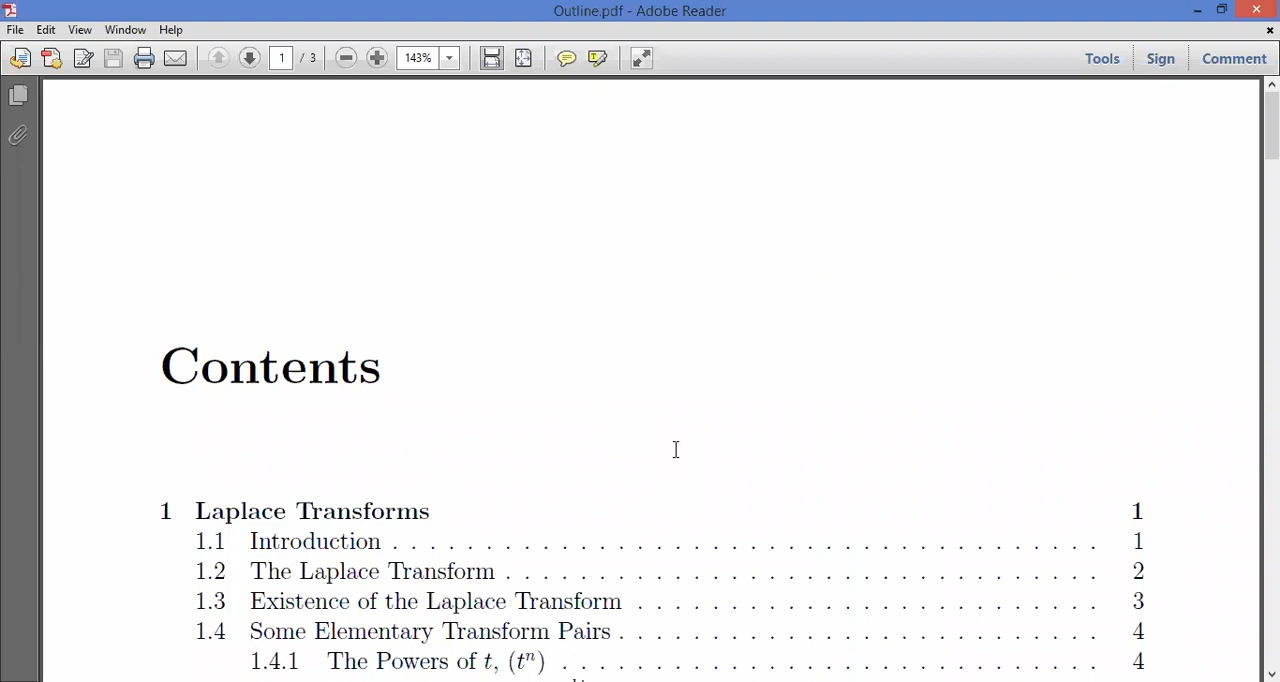 Outline.pdf - Adobe Reader
File Edit View Window Help
1 / 3 143% Tools Sign Comment
Contents
1 Laplace Transforms 1
1.1 Introduction . . . . . . . . . . . . . . . . . . . . . . . . . . . . . . . . . . . . . . 1
1.2 The Laplace Transform . . . . . . . . . . . . . . . . . . . . . . . . . . . . . . . . 2
1.3 Existence of the Laplace Transform . . . . . . . . . . . . . . . . . . . . . . . . . 3
1.4 Some Elementary Transform Pairs . . . . . . . . . . . . . . . . . . . . . . . . . . 4
1.4.1 The Powers of t, (tⁿ) . . . . . . . . . . . . . . . . . . . . . . . . . . . . . 4